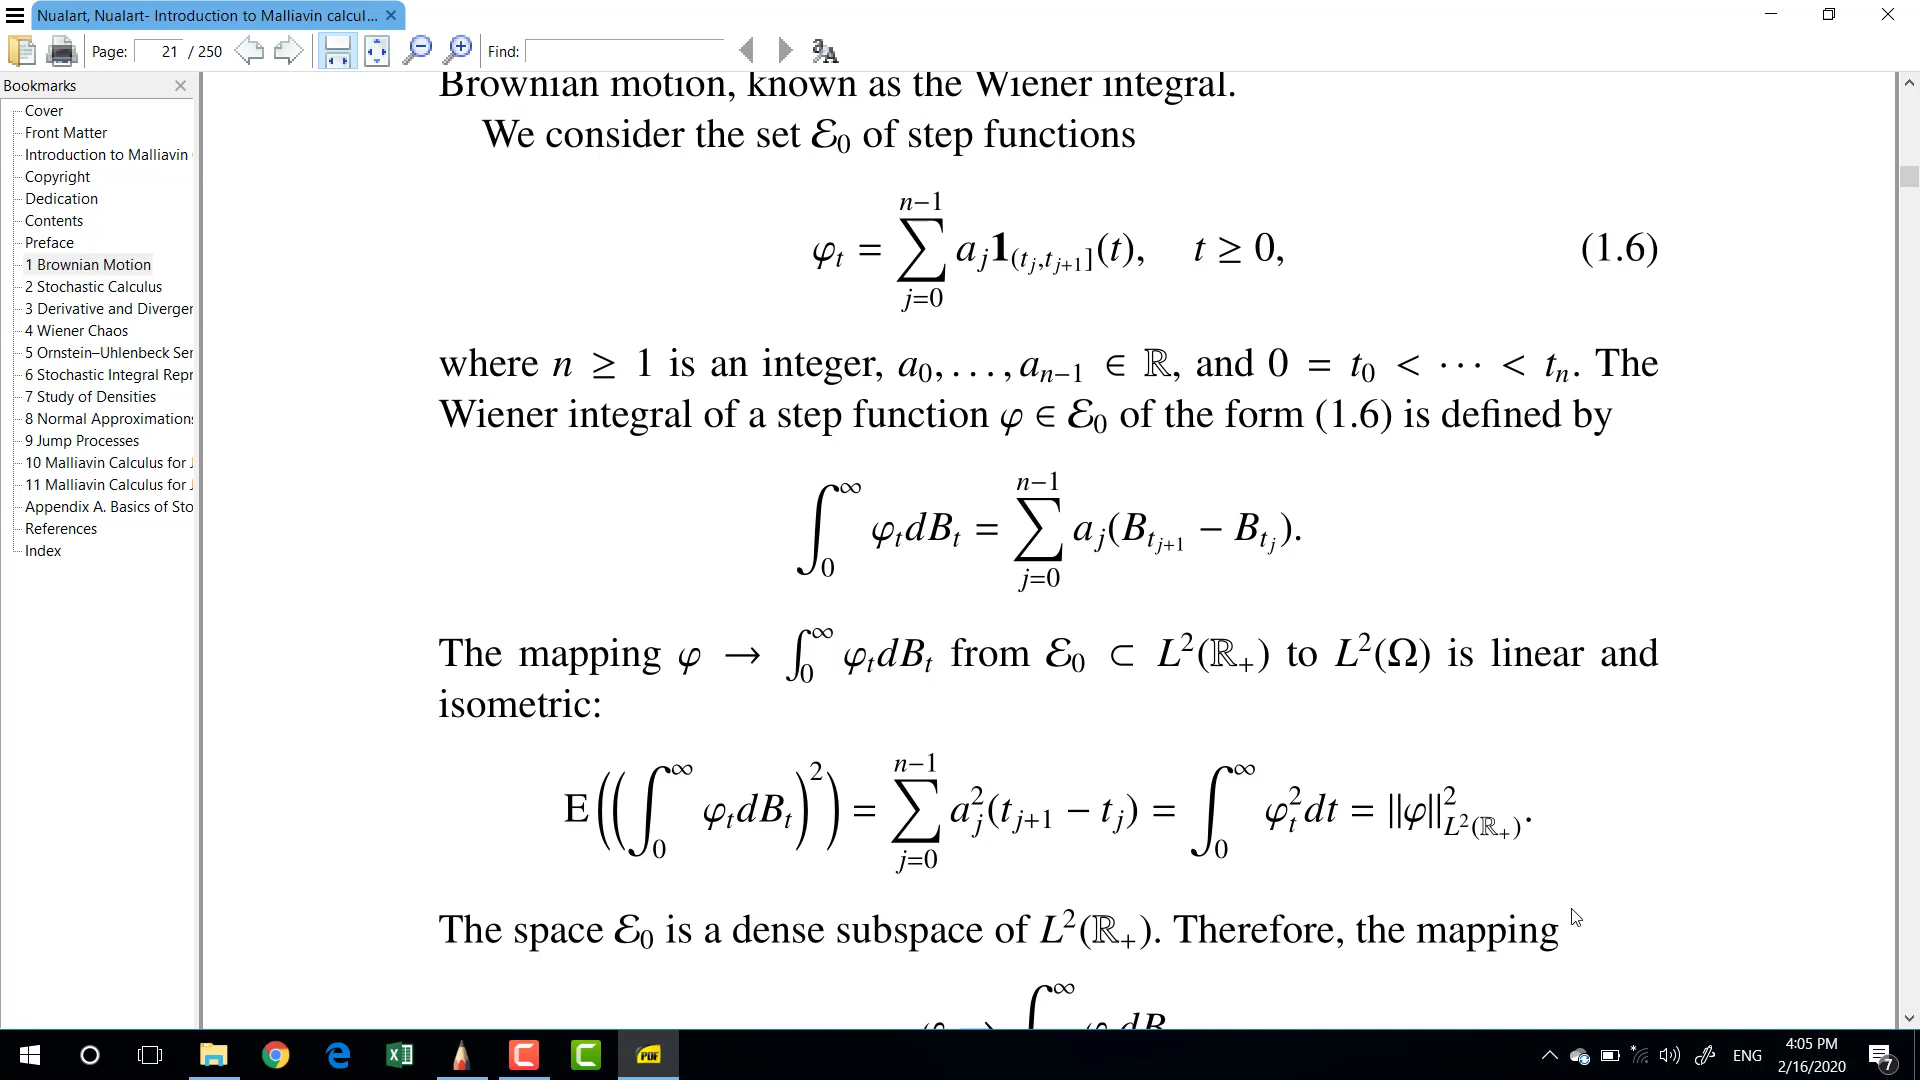 Nualart, Nualart- Introduction to Malliavin calcul...
Page: 21 / 250 Find:
Bookmarks
Cover
Front Matter
Introduction to Malliavin
Copyright
Dedication
Contents
Preface
1 Brownian Motion
2 Stochastic Calculus
3 Derivative and Diverger
4 Wiener Chaos
5 Ornstein–Uhlenbeck Ser
6 Stochastic Integral Repr
7 Study of Densities
8 Normal Approximations
9 Jump Processes
10 Malliavin Calculus for J
11 Malliavin Calculus for J
Appendix A. Basics of Sto
References
Index
Brownian motion, known as the Wiener integral.
We consider the set ℰ₀ of step functions
φ_t = ∑_{j=0}^{n−1} a_j 1_{(t_j,t_{j+1}]}(t), t ≥ 0, (1.6)
where n ≥ 1 is an integer, a₀, . . . , a_{n−1} ∈ ℝ, and 0 = t₀ < ··· < t_n. The
Wiener integral of a step function φ ∈ ℰ₀ of the form (1.6) is defined by
∫_0^∞ φ_t dB_t = ∑_{j=0}^{n−1} a_j(B_{t_{j+1}} − B_{t_j}).
The mapping φ → ∫_0^∞ φ_t dB_t from ℰ₀ ⊂ L²(ℝ₊) to L²(Ω) is linear and
isometric:
E((∫_0^∞ φ_t dB_t)²) = ∑_{j=0}^{n−1} a_j²(t_{j+1} − t_j) = ∫_0^∞ φ_t² dt = ||φ||²_{L²(ℝ₊)}.
The space ℰ₀ is a dense subspace of L²(ℝ₊). Therefore, the mapping
φ → ∫^∞ φ_t dB
PDF
ENG
4:05 PM
2/16/2020
7